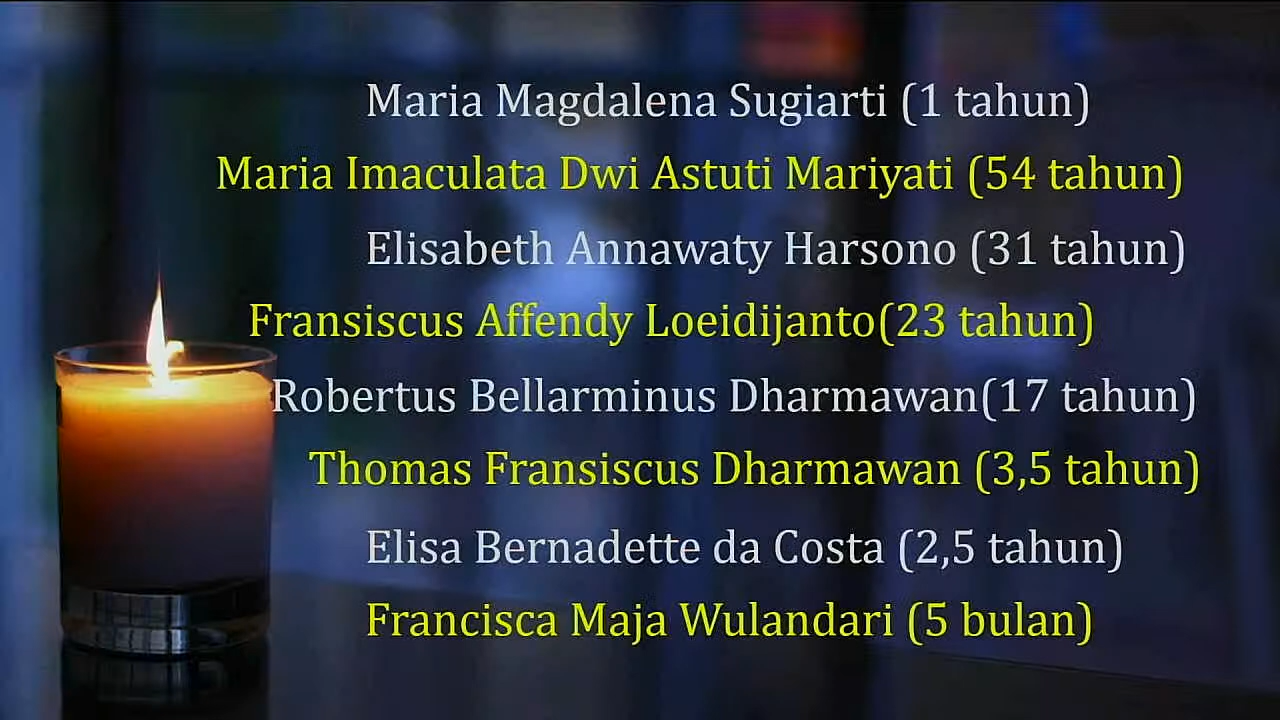 Maria Magdalena Sugiarti (1 tahun)
Maria Imaculata Dwi Astuti Mariyati (54 tahun)
Elisabeth Annawaty Harsono (31 tahun)
Fransiscus Affendy Loeidijanto(23 tahun)
Robertus Bellarminus Dharmawan(17 tahun)
Thomas Fransiscus Dharmawan (3,5 tahun)
Elisa Bernadette da Costa (2,5 tahun)
Francisca Maja Wulandari (5 bulan)